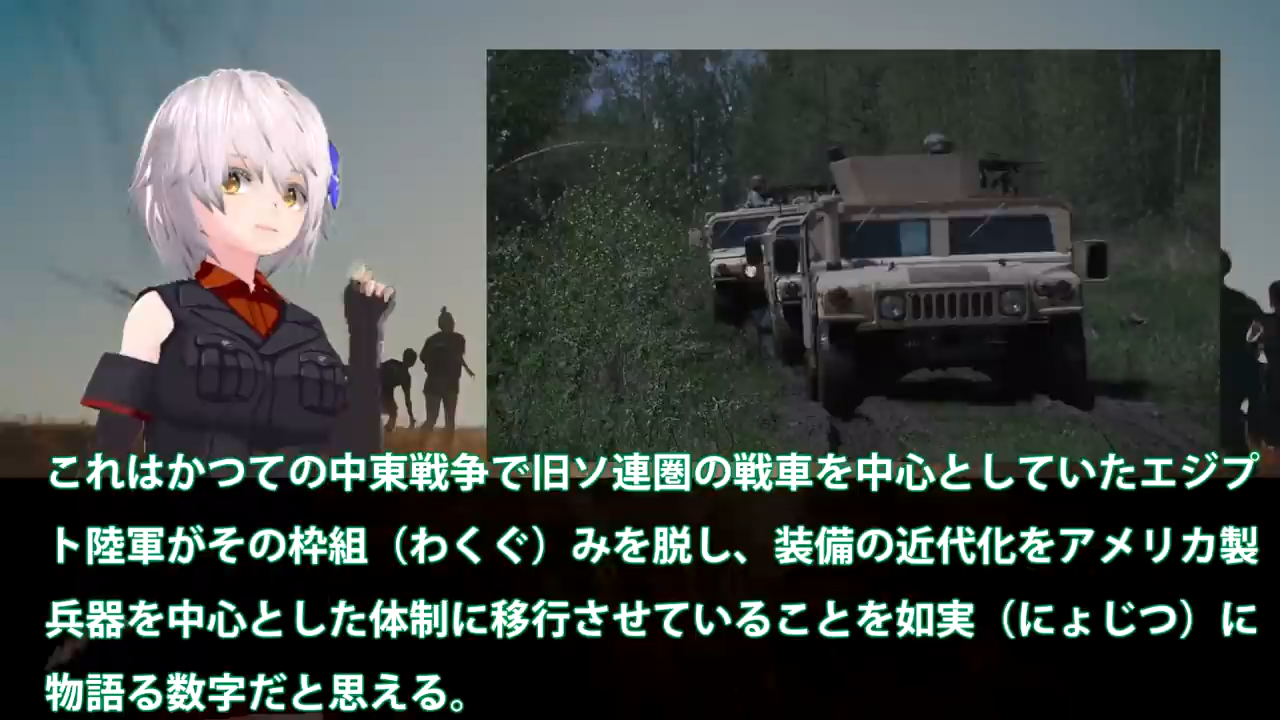 これはかつての中東戦争で旧ソ連圏の戦車を中心としていたエジプ
ト陸軍がその枠組（わくぐ）みを脱し、装備の近代化をアメリカ製
兵器を中心とした体制に移行させていることを如実（にょじつ）に
物語る数字だと思える。